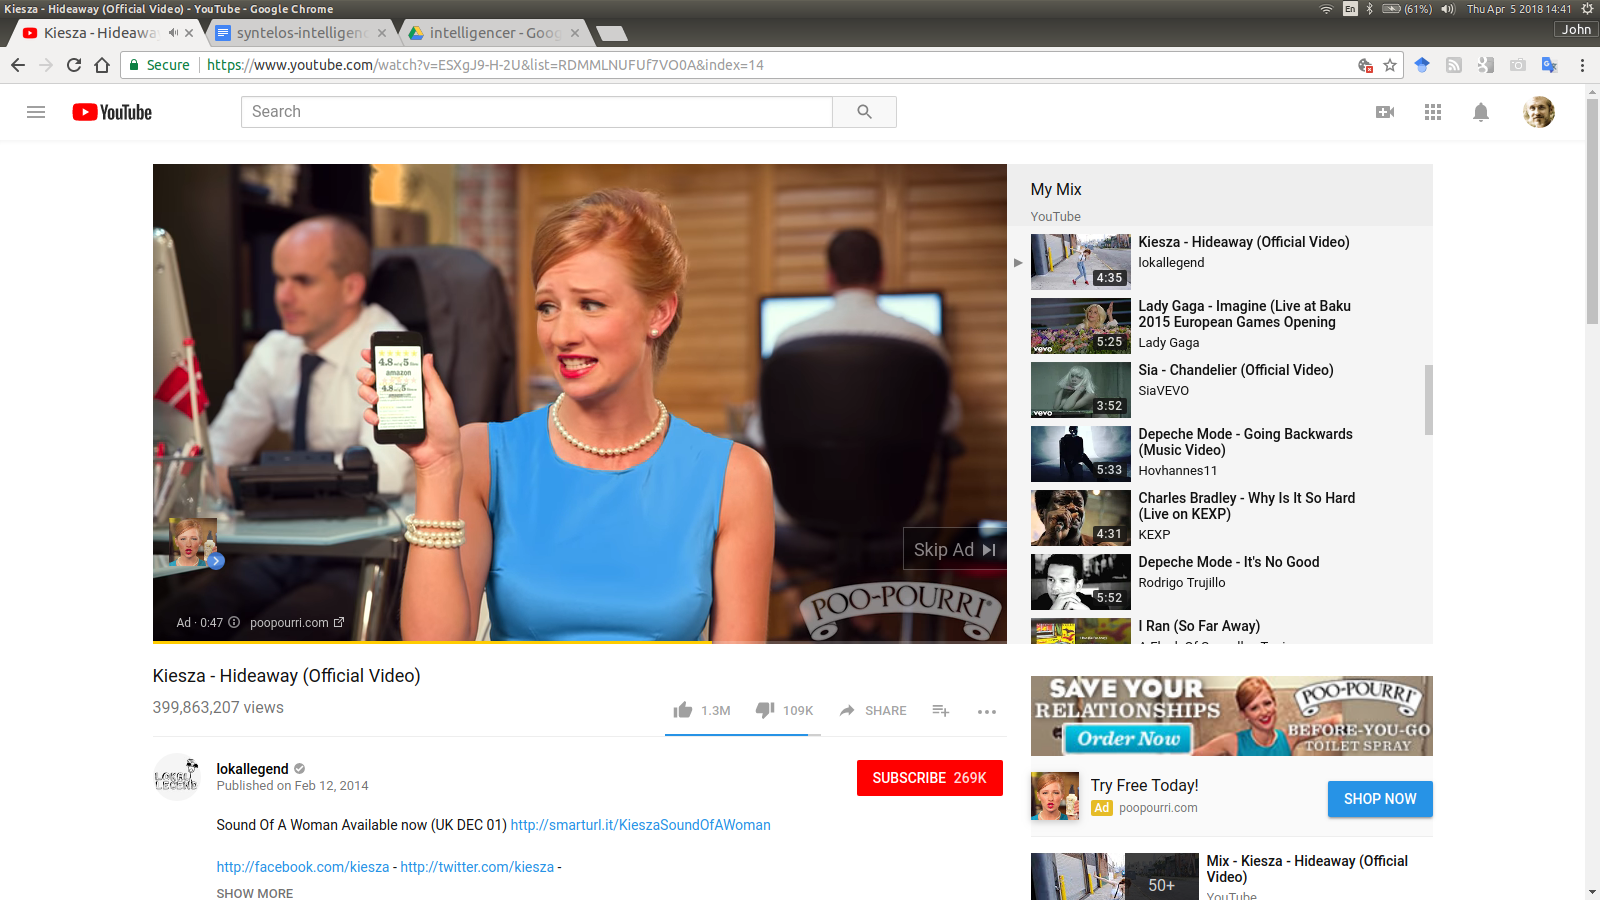 Kiesza - Hideaway (Official Video) - YouTube - Google Chrome
En
(61%)
Thu Apr 5 2018 14:41
Kiesza - Hideaway
syntelos-intelligenc
intelligencer - Goog
John
Secure
https://www.youtube.com/watch?v=ESXgJ9-H-2U&list=RDMMLNUFUf7VO0A&index=14
YouTube
Search
4.8 of 5
amazon
4.8 of 5
Skip Ad
POO-POURRI
Ad · 0:47
poopourri.com
My Mix
YouTube
Kiesza - Hideaway (Official Video)
lokallegend
4:35
Lady Gaga - Imagine (Live at Baku
2015 European Games Opening
Lady Gaga
vevo
5:25
Sia - Chandelier (Official Video)
SiaVEVO
vevo
3:52
Depeche Mode - Going Backwards
(Music Video)
Hovhannes11
5:33
Charles Bradley - Why Is It So Hard
(Live on KEXP)
KEXP
4:31
Depeche Mode - It's No Good
Rodrigo Trujillo
5:52
I Ran (So Far Away)
Kiesza - Hideaway (Official Video)
399,863,207 views
1.3M
109K
SHARE
LOKAL
LEGEND
lokallegend
Published on Feb 12, 2014
SUBSCRIBE 269K
Sound Of A Woman Available now (UK DEC 01) http://smarturl.it/KieszaSoundOfAWoman
http://facebook.com/kiesza - http://twitter.com/kiesza -
SHOW MORE
SAVE YOUR
RELATIONSHIPS
Order Now
POO-POURRI
BEFORE-YOU-GO
TOILET SPRAY
Try Free Today!
Ad
poopourri.com
SHOP NOW
50+
Mix - Kiesza - Hideaway (Official
Video)
YouTube